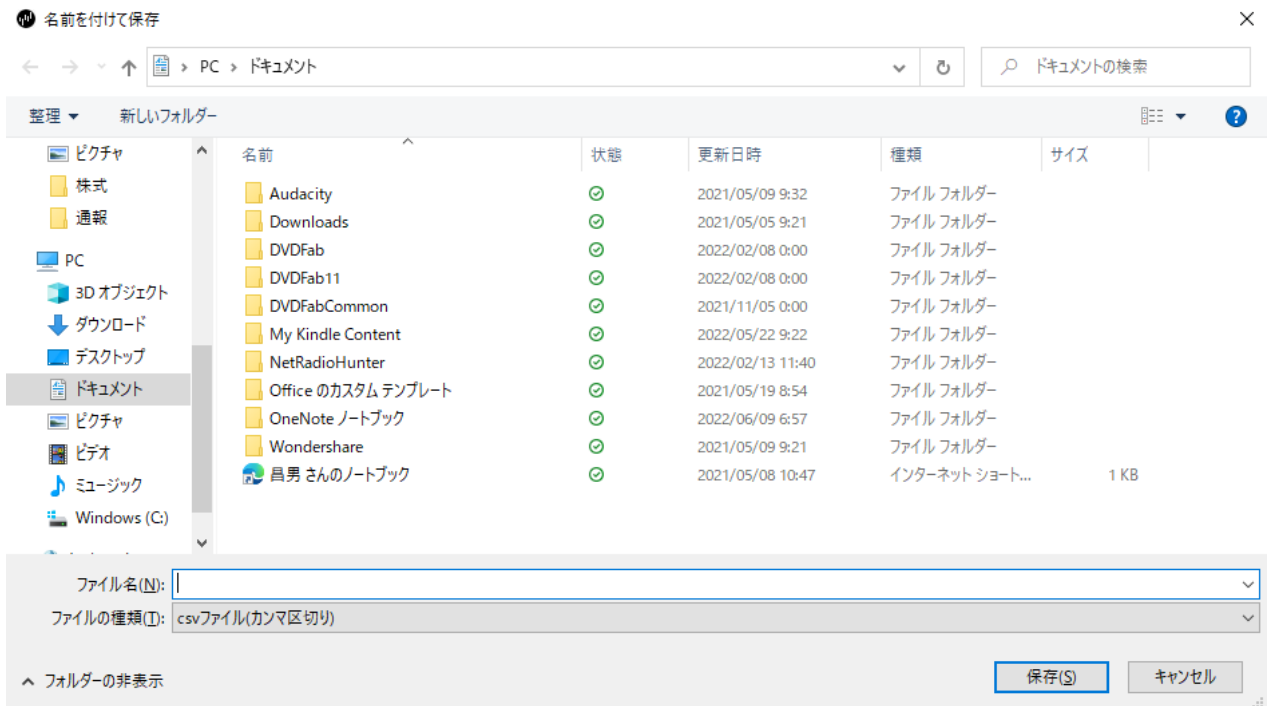 名前を付けて保存
PC › ドキュメント
ドキュメントの検索
整理 新しいフォルダー
ピクチャ
株式
通報
PC
3D オブジェクト
ダウンロード
デスクトップ
ドキュメント
ピクチャ
ビデオ
ミュージック
Windows (C:)
名前 状態 更新日時 種類 サイズ
Audacity 2021/05/09 9:32 ファイル フォルダー
Downloads 2021/05/05 9:21 ファイル フォルダー
DVDFab 2022/02/08 0:00 ファイル フォルダー
DVDFab11 2022/02/08 0:00 ファイル フォルダー
DVDFabCommon 2021/11/05 0:00 ファイル フォルダー
My Kindle Content 2022/05/22 9:22 ファイル フォルダー
NetRadioHunter 2022/02/13 11:40 ファイル フォルダー
Office のカスタム テンプレート 2021/05/19 8:54 ファイル フォルダー
OneNote ノートブック 2022/06/09 6:57 ファイル フォルダー
Wondershare 2021/05/09 9:21 ファイル フォルダー
昌男 さんのノートブック 2021/05/08 10:47 インターネット ショート... 1 KB
ファイル名(N):
ファイルの種類(T): csvファイル(カンマ区切り)
フォルダーの非表示
保存(S) キャンセル